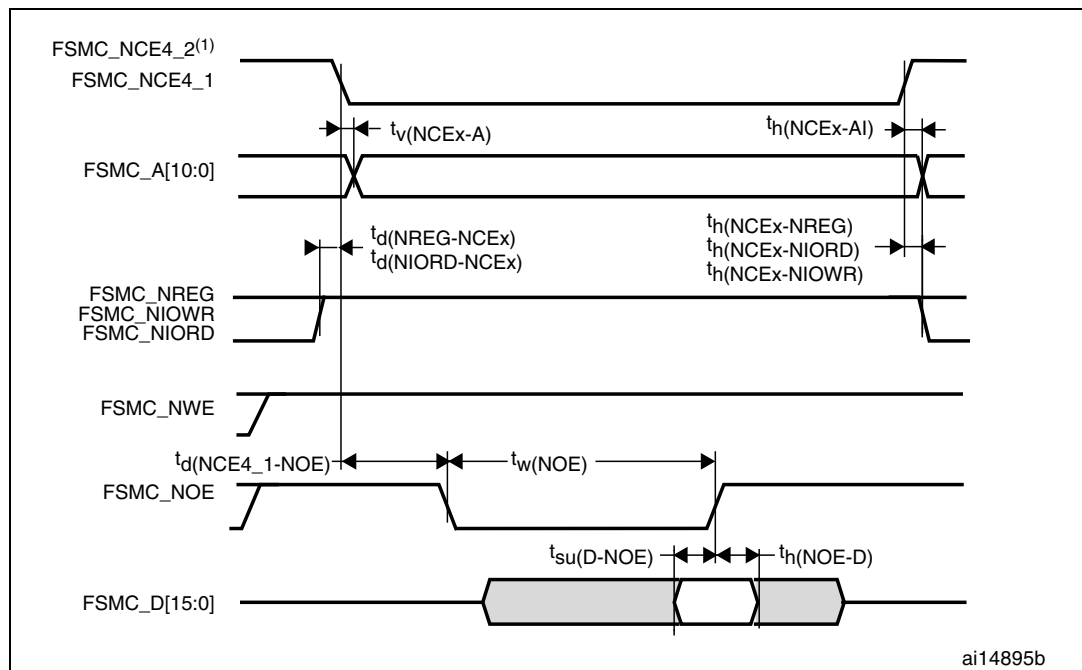 FSMC_NCE4_2(1)
FSMC_NCE4_1
tv(NCEx-A)
th(NCEx-AI)
FSMC_A[10:0]
td(NREG-NCEx)
td(NIORD-NCEx)
th(NCEx-NREG)
th(NCEx-NIORD)
th(NCEx-NIOWR)
FSMC_NREG
FSMC_NIOWR
FSMC_NIORD
FSMC_NWE
td(NCE4_1-NOE)
tw(NOE)
FSMC_NOE
tsu(D-NOE)
th(NOE-D)
FSMC_D[15:0]
ai14895b